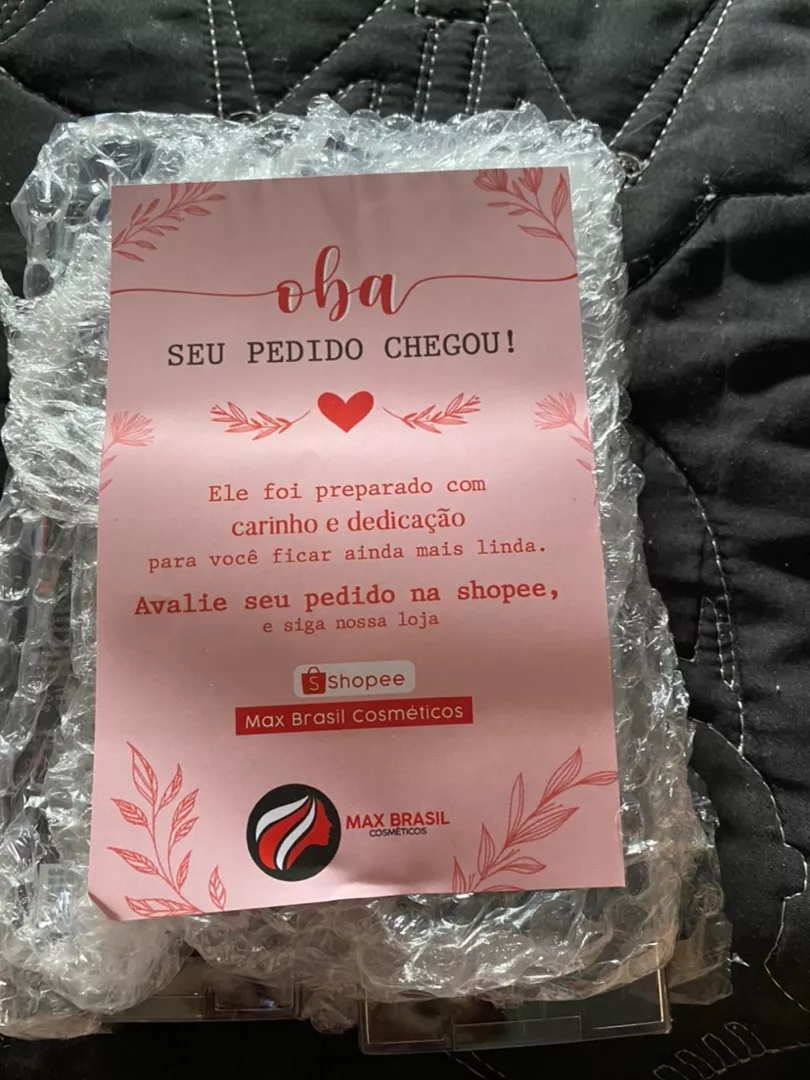 oba
SEU PEDIDO CHEGOU!
Ele foi preparado com
carinho e dedicação
para você ficar ainda mais linda.
Avalie seu pedido na shopee,
e siga nossa loja
S Shopee
Max Brasil Cosméticos
MAX BRASIL
COSMÉTICOS